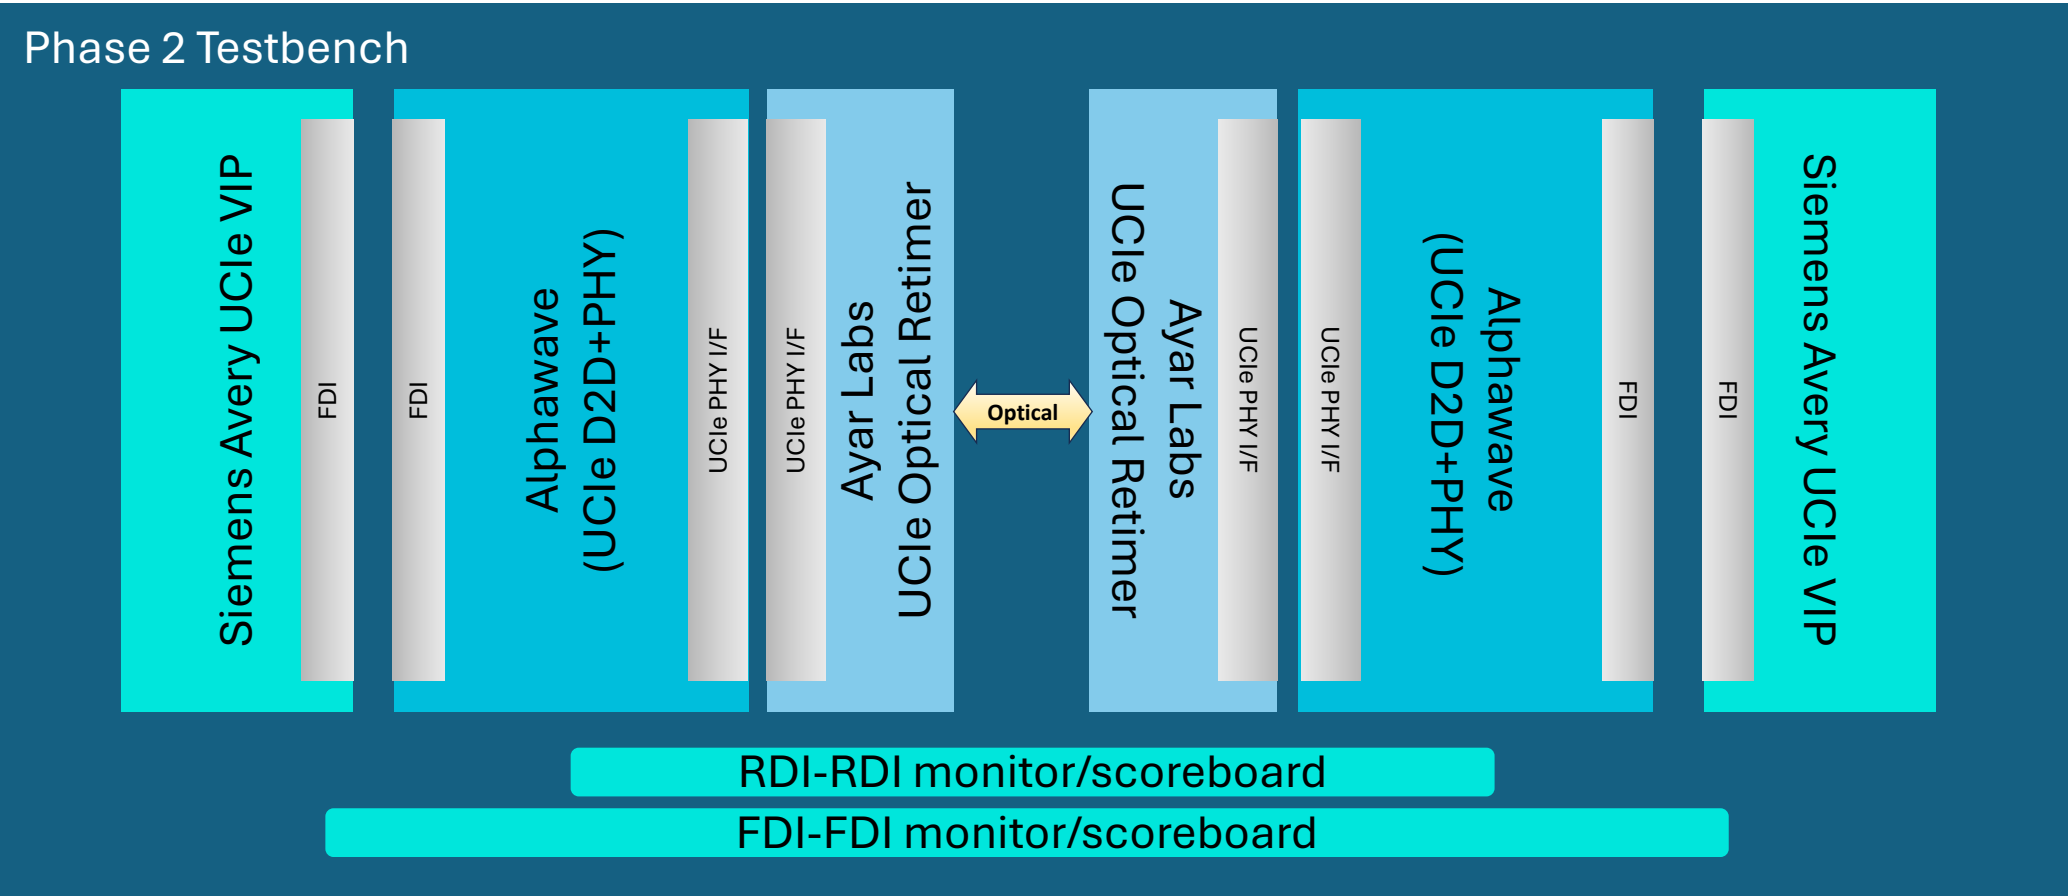 Phase 2 Testbench
Siemens Avery UCIe VIP
FDI
FDI
Alphawave
(UCIe D2D+PHY)
UCIe PHY I/F
UCIe PHY I/F
Ayar Labs
UCIe Optical Retimer
Optical
Ayar Labs
UCIe Optical Retimer
UCIe PHY I/F
UCIe PHY I/F
Alphawave
(UCIe D2D+PHY)
FDI
FDI
Siemens Avery UCIe VIP
RDI-RDI monitor/scoreboard
FDI-FDI monitor/scoreboard